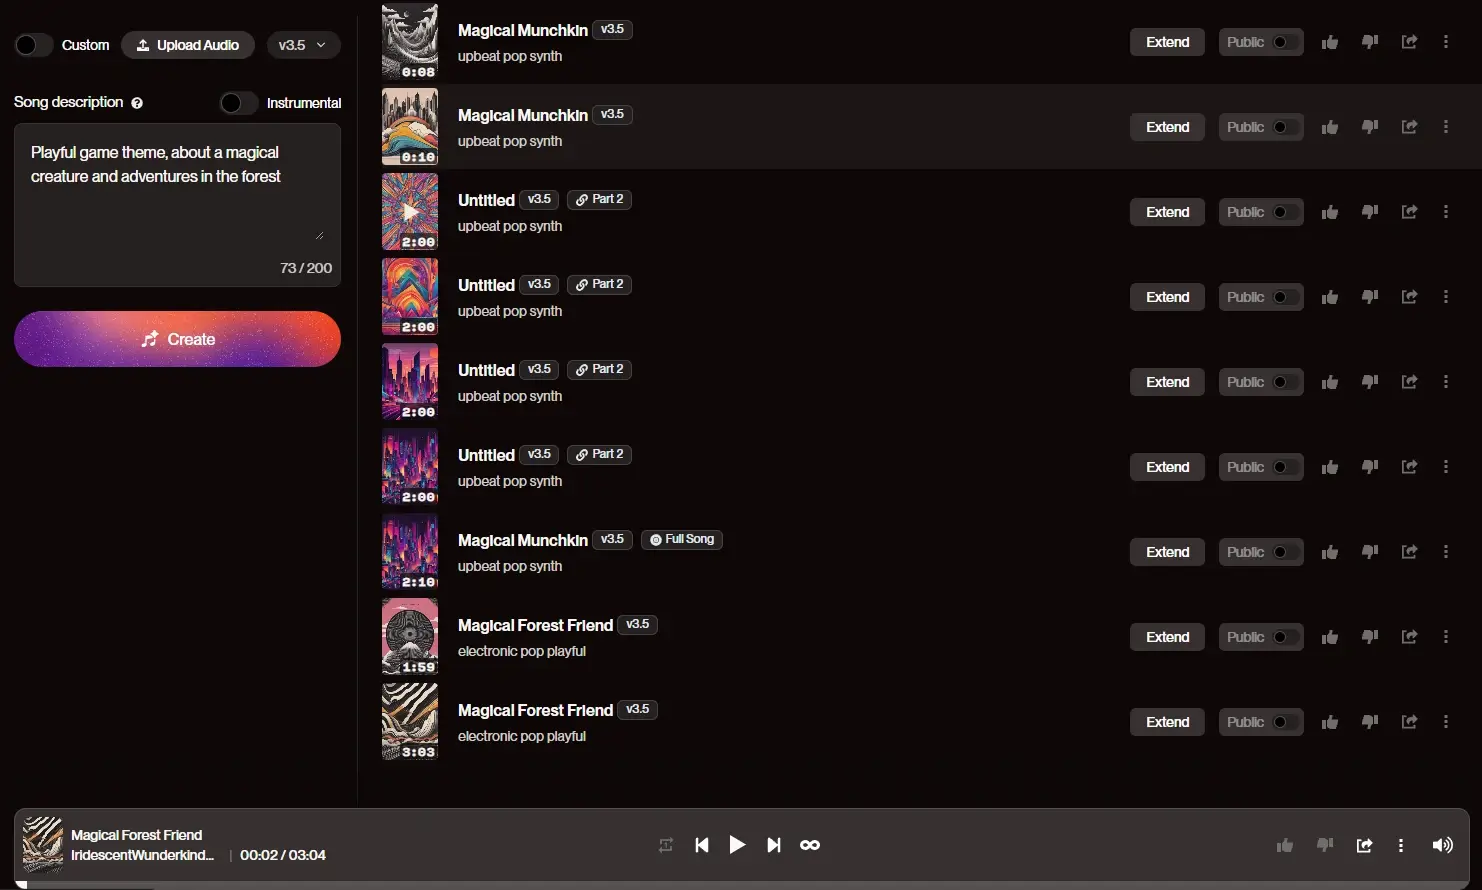 Custom
Upload Audio
v3.5
Song description
Instrumental
Playful game theme, about a magical
creature and adventures in the forest
73 / 200
Create
0:08
Magical Munchkin v3.5
upbeat pop synth
Extend
Public
0:10
Magical Munchkin v3.5
upbeat pop synth
Extend
Public
2:00
Untitled v3.5 Part 2
upbeat pop synth
Extend
Public
2:00
Untitled v3.5 Part 2
upbeat pop synth
Extend
Public
2:00
Untitled v3.5 Part 2
upbeat pop synth
Extend
Public
2:00
Untitled v3.5 Part 2
upbeat pop synth
Extend
Public
2:10
Magical Munchkin v3.5 Full Song
upbeat pop synth
Extend
Public
1:59
Magical Forest Friend v3.5
electronic pop playful
Extend
Public
3:03
Magical Forest Friend v3.5
electronic pop playful
Extend
Public
Magical Forest Friend
IridescentWunderkind... | 00:02 / 03:04